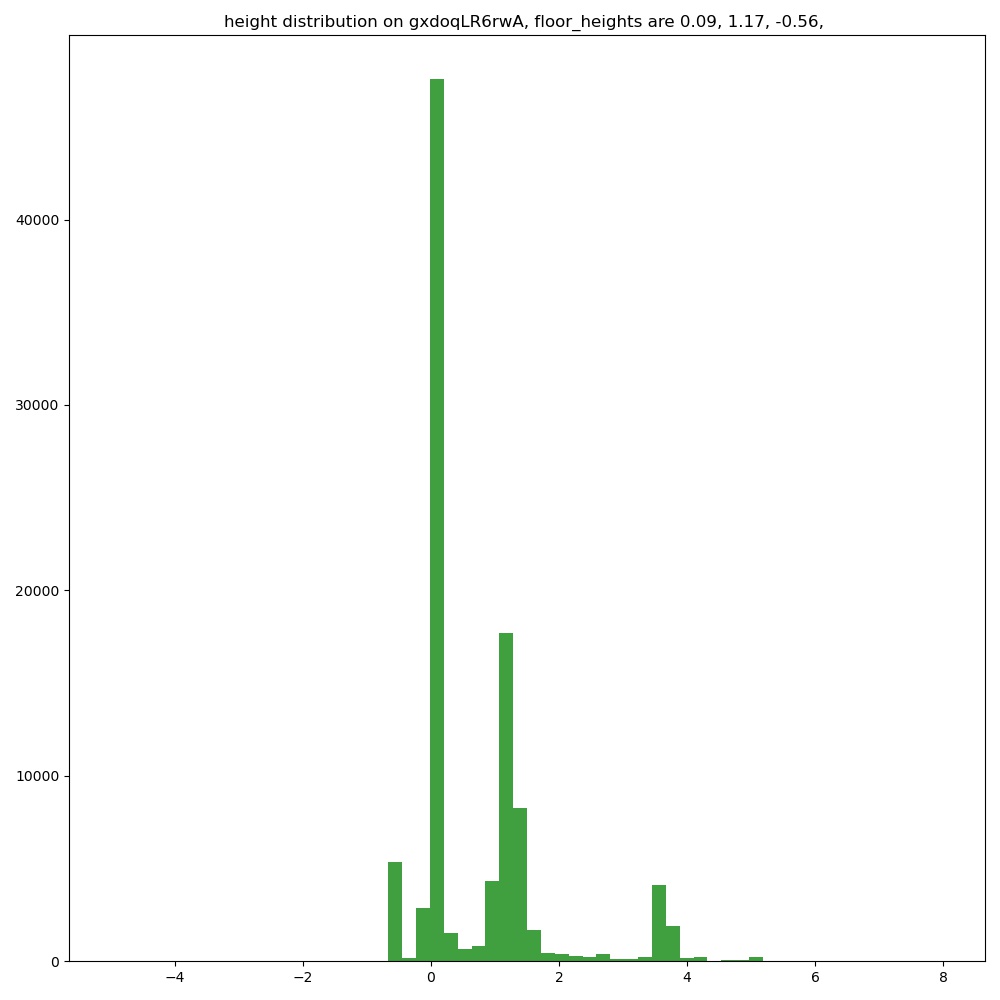 height distribution on gxdoqLR6rwA, floor_heights are 0.09, 1.17, -0.56,
40000
30000
20000
10000
0
−4 −2 0 2 4 6 8